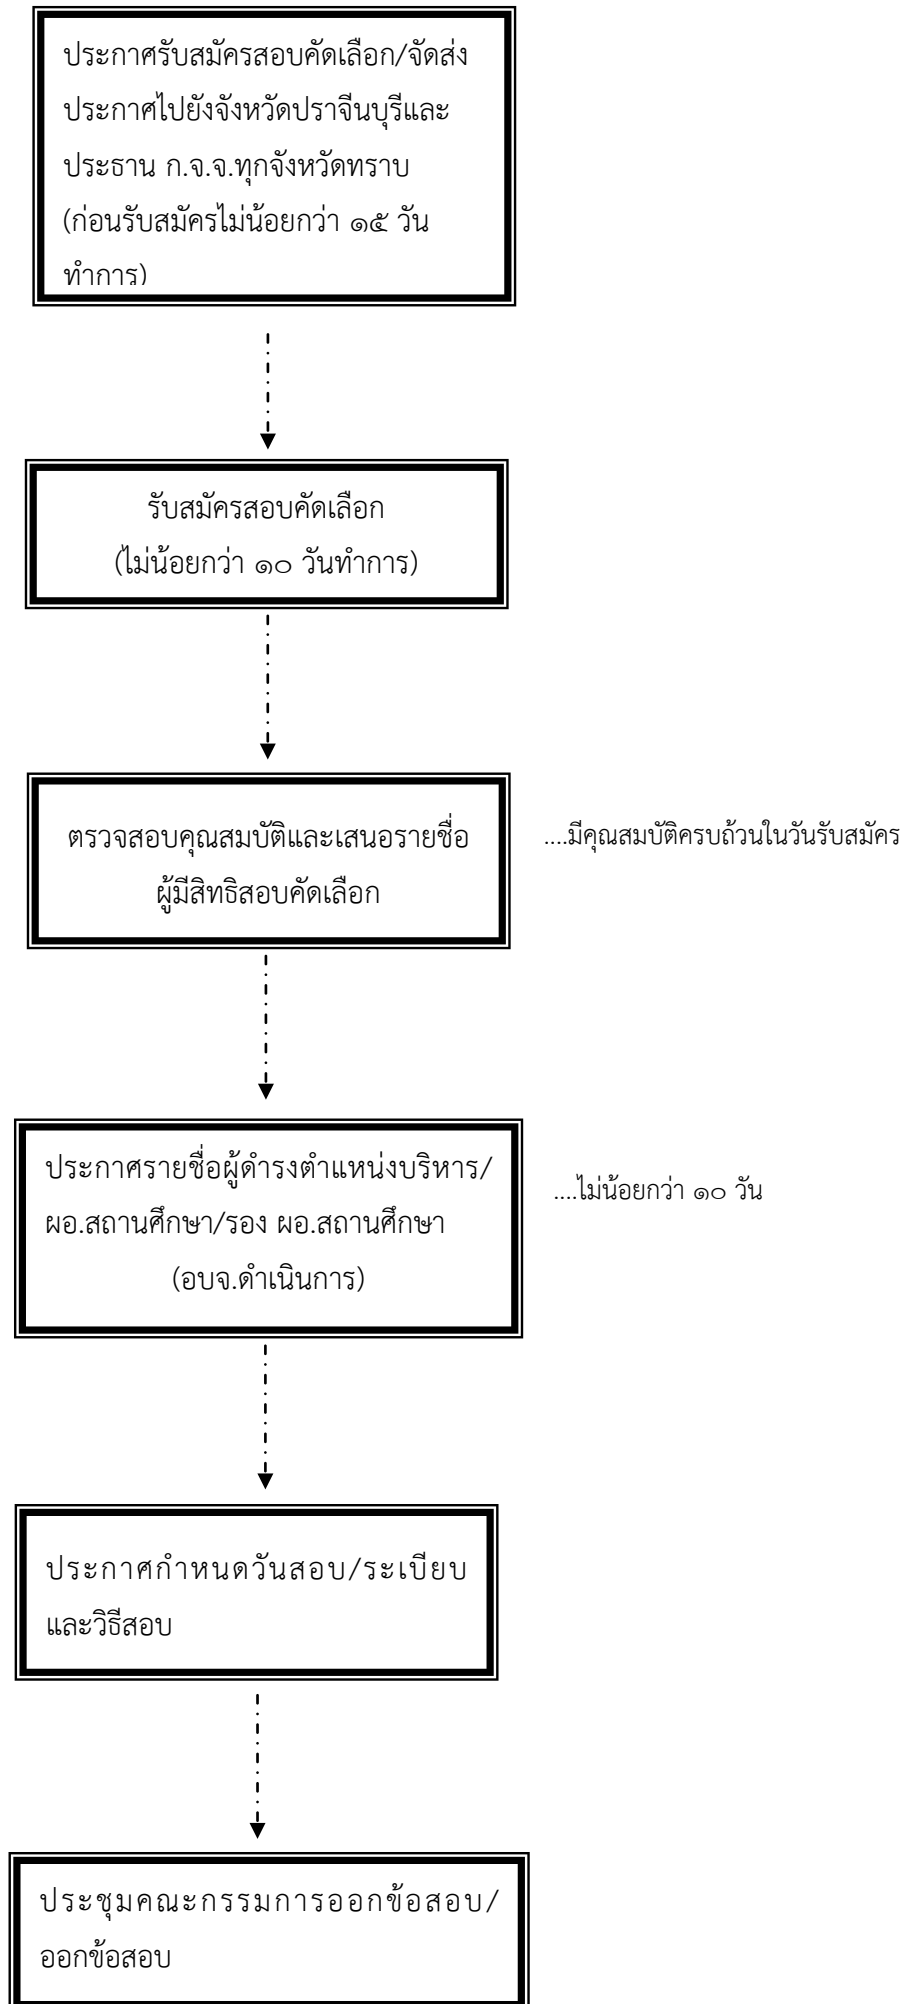 ประกาศรับสมัครสอบคัดเลือก/จัดส่ง
ประกาศไปยังจังหวัดปราจีนบุรีและ
ประธาน ก.จ.จ.ทุกจังหวัดทราบ
(ก่อนรับสมัครไม่น้อยกว่า ๑๕ วัน
ทำการ)
รับสมัครสอบคัดเลือก
(ไม่น้อยกว่า ๑๐ วันทำการ)
ตรวจสอบคุณสมบัติและเสนอรายชื่อ
ผู้มีสิทธิสอบคัดเลือก
....มีคุณสมบัติครบถ้วนในวันรับสมัคร
ประกาศรายชื่อผู้ดำรงตำแหน่งบริหาร/
ผอ.สถานศึกษา/รอง ผอ.สถานศึกษา
(อบจ.ดำเนินการ)
....ไม่น้อยกว่า ๑๐ วัน
ประกาศกำหนดวันสอบ/ระเบียบ
และวิธีสอบ
ประชุมคณะกรรมการออกข้อสอบ/
ออกข้อสอบ